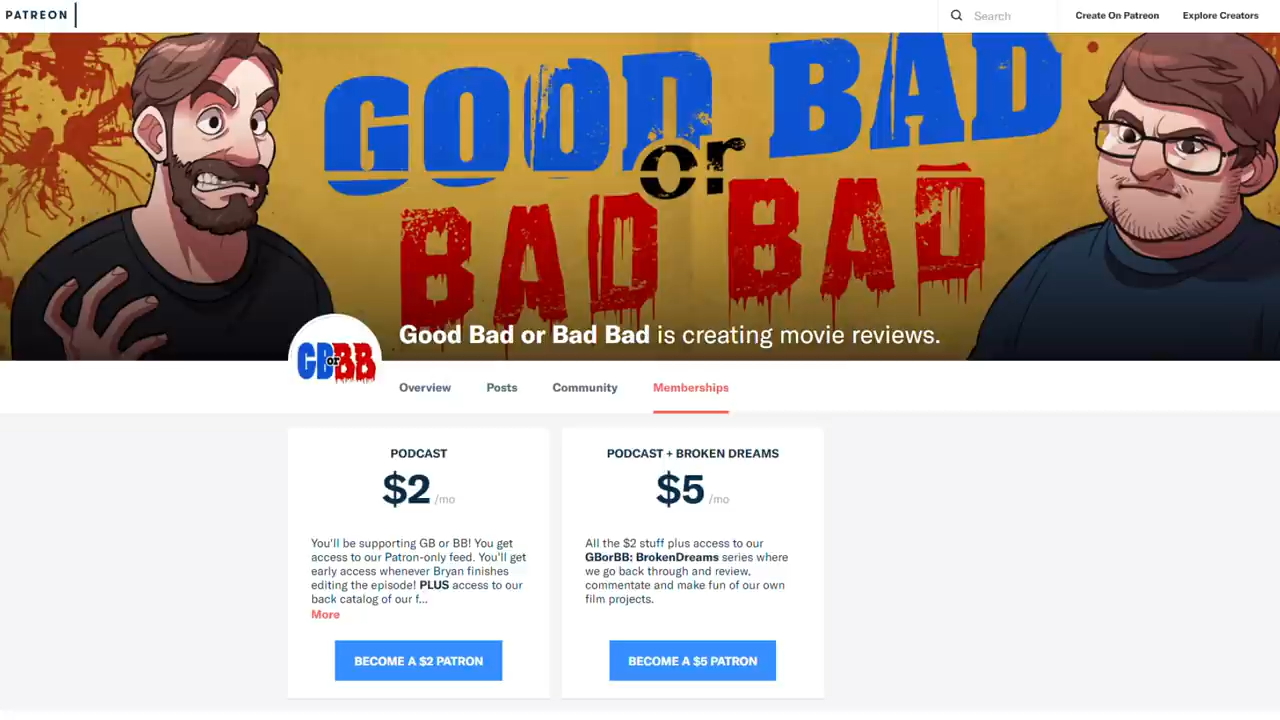 PATREON
Search
Create On Patreon
Explore Creators
GOOD BAD
or
BAD BAD
Good Bad or Bad Bad is creating movie reviews.
GBorBB
Overview
Posts
Community
Memberships
PODCAST
$2 /mo
You'll be supporting GB or BB! You get
access to our Patron-only feed. You'll get
early access whenever Bryan finishes
editing the episode! PLUS access to our
back catalog of our f...
More
BECOME A $2 PATRON
PODCAST + BROKEN DREAMS
$5 /mo
All the $2 stuff plus access to our
GBorBB: BrokenDreams series where
we go back through and review,
commentate and make fun of our own
film projects.
BECOME A $5 PATRON